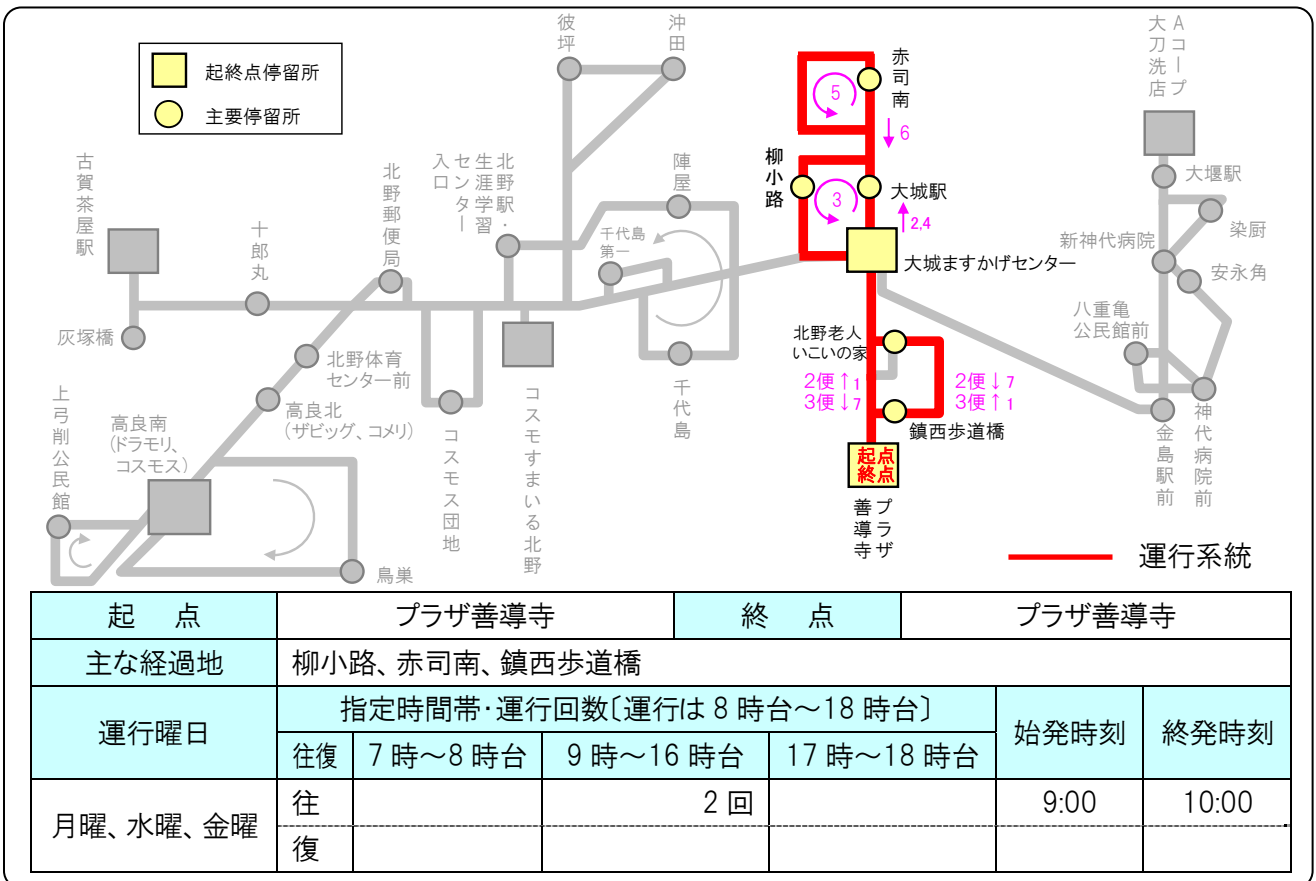 起終点停留所
主要停留所
彼坪
沖田
赤司南
Aコープ
大刀洗店
5
6
古賀茶屋駅
十郎丸
北野郵便局
北野駅・
生涯学習
センター
入口
陣屋
柳小路
3
大城駅
2,4
大堰駅
染厨
千代島
第一
新神代病院
安永角
大城ますかげセンター
灰塚橋
北野体育
センター前
高良北
(ザビッグ、コメリ)
高良南
(ドラモリ、
コスモス)
上弓削公民館
鳥巣
コスモス団地
コスモすまいる北野
千代島
北野老人
いこいの家
2便↑1
3便↓7
2便↓7
3便↑1
鎮西歩道橋
起点
終点
プラザ
善導寺
八重亀
公民館前
金島駅前
神代病院前
運行系統
起 点 プラザ善導寺 終 点 プラザ善導寺
主な経過地 柳小路、赤司南、鎮西歩道橋
運行曜日 指定時間帯・運行回数〔運行は8時台～18時台〕 始発時刻 終発時刻
往復 7時～8時台 9時～16時台 17時～18時台
月曜、水曜、金曜 往 2回 9:00 10:00
復